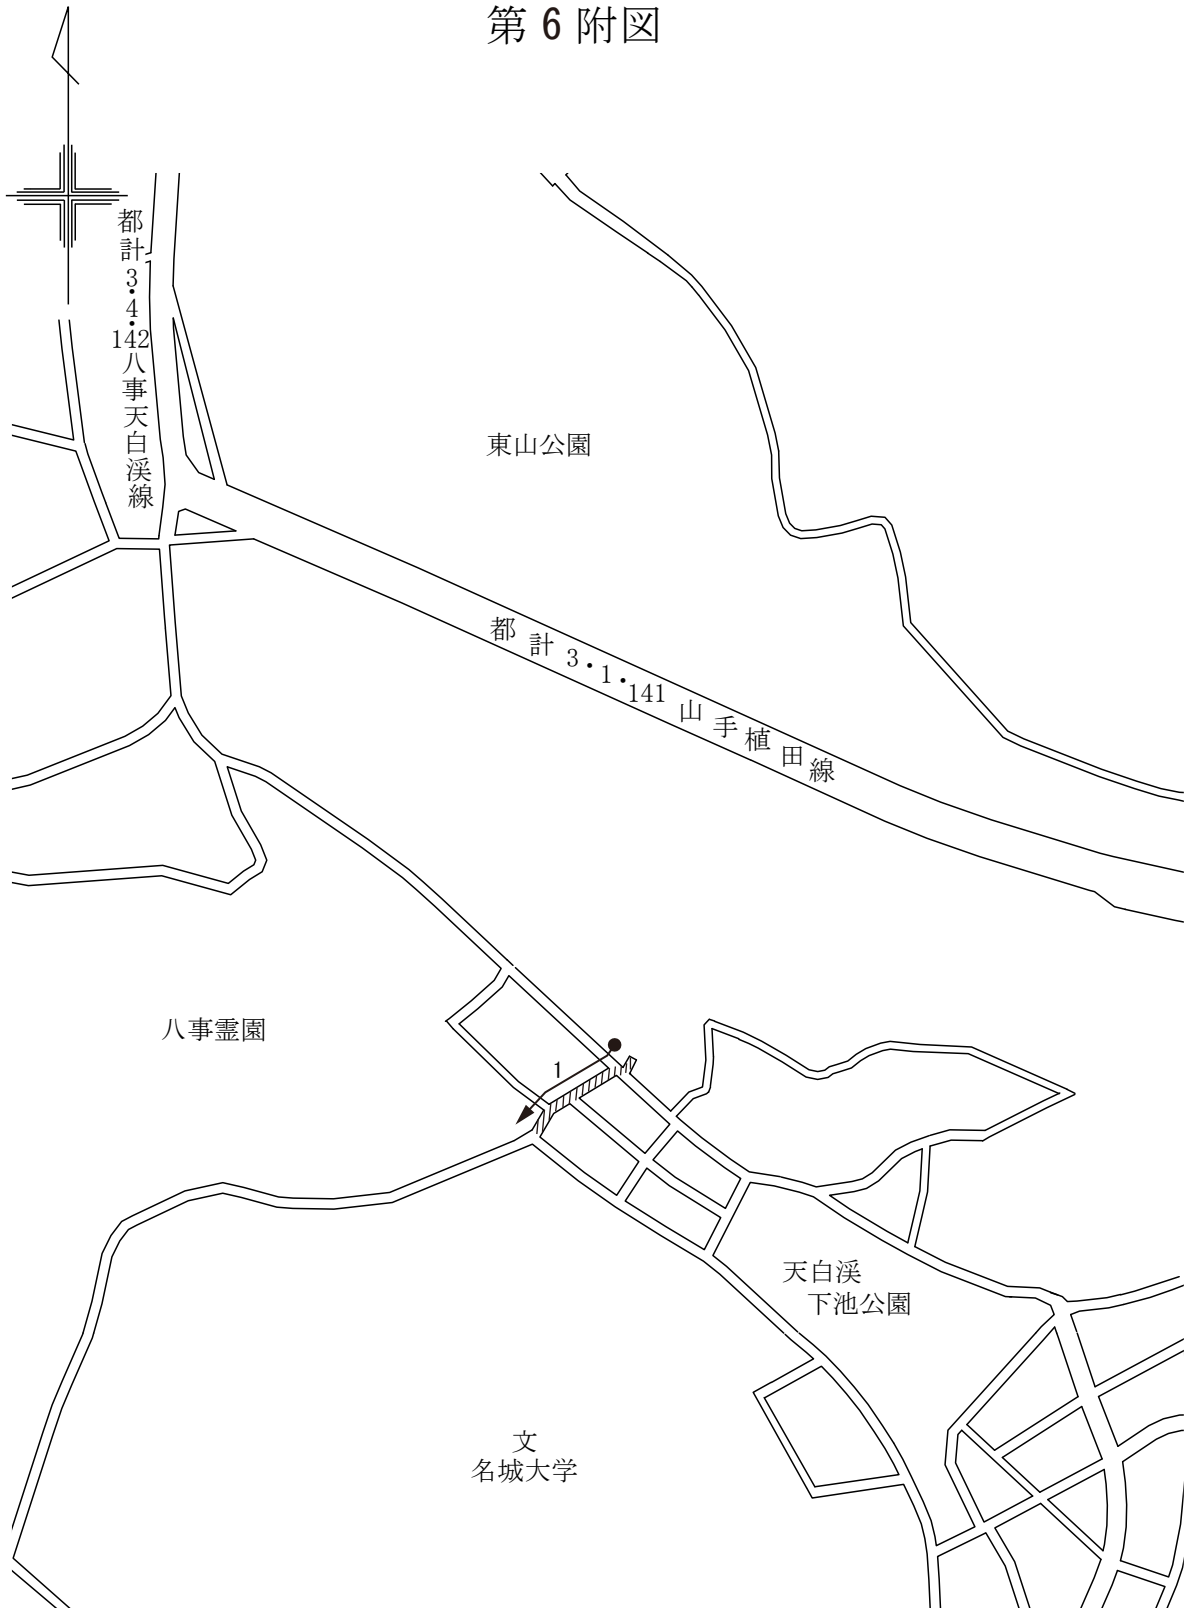 第6附図
都計3・4・142八事天白渓線
東山公園
都計3・1・141山手植田線
八事霊園
1
天白渓
下池公園
文
名城大学